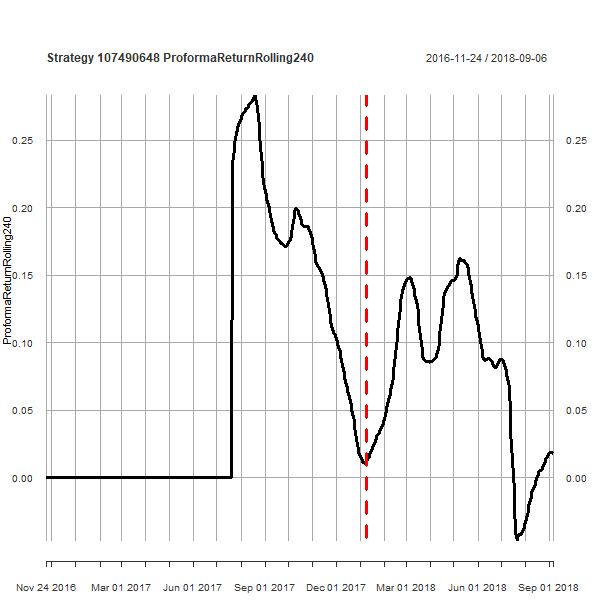 Strategy 107490648 ProformaReturnRolling240
2016-11-24 / 2018-09-06
ProformaReturnRolling240
0.25
0.20
0.15
0.10
0.05
0.00
0.25
0.20
0.15
0.10
0.05
0.00
Nov 24 2016
Mar 01 2017
Jun 01 2017
Sep 01 2017
Dec 01 2017
Mar 01 2018
Jun 01 2018
Sep 01 2018